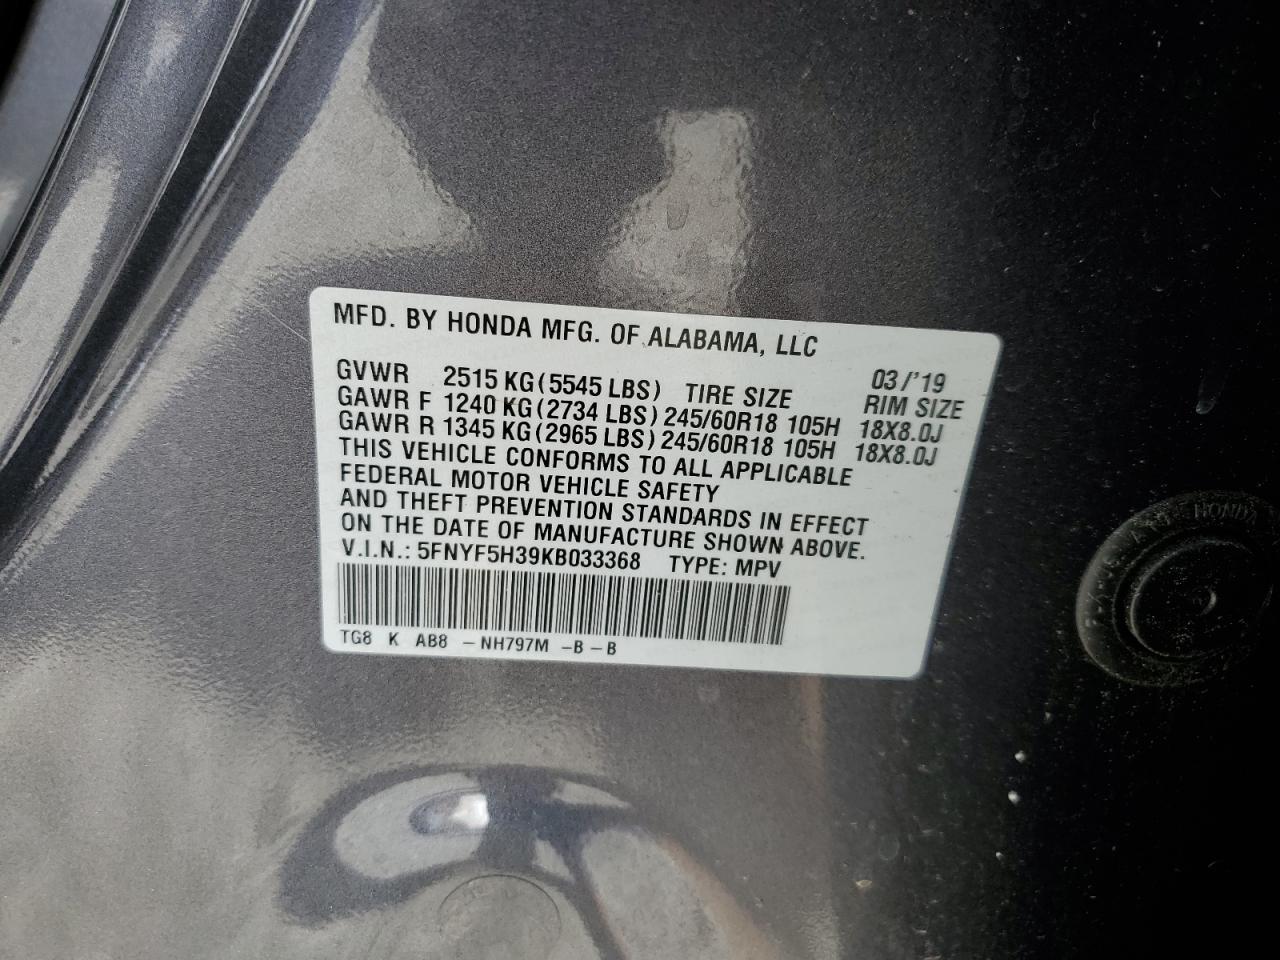 MFD. BY HONDA MFG. OF ALABAMA, LLC
03/'19
GVWR 2515 KG (5545 LBS) TIRE SIZE RIM SIZE
GAWR F 1240 KG (2734 LBS) 245/60R18 105H 18X8.0J
GAWR R 1345 KG (2965 LBS) 245/60R18 105H 18X8.0J
THIS VEHICLE CONFORMS TO ALL APPLICABLE
FEDERAL MOTOR VEHICLE SAFETY
AND THEFT PREVENTION STANDARDS IN EFFECT
ON THE DATE OF MANUFACTURE SHOWN ABOVE.
V.I.N.: 5FNYF5H39KB033368 TYPE: MPV
TG8 K AB8 – NH797M –B – B
HONDA